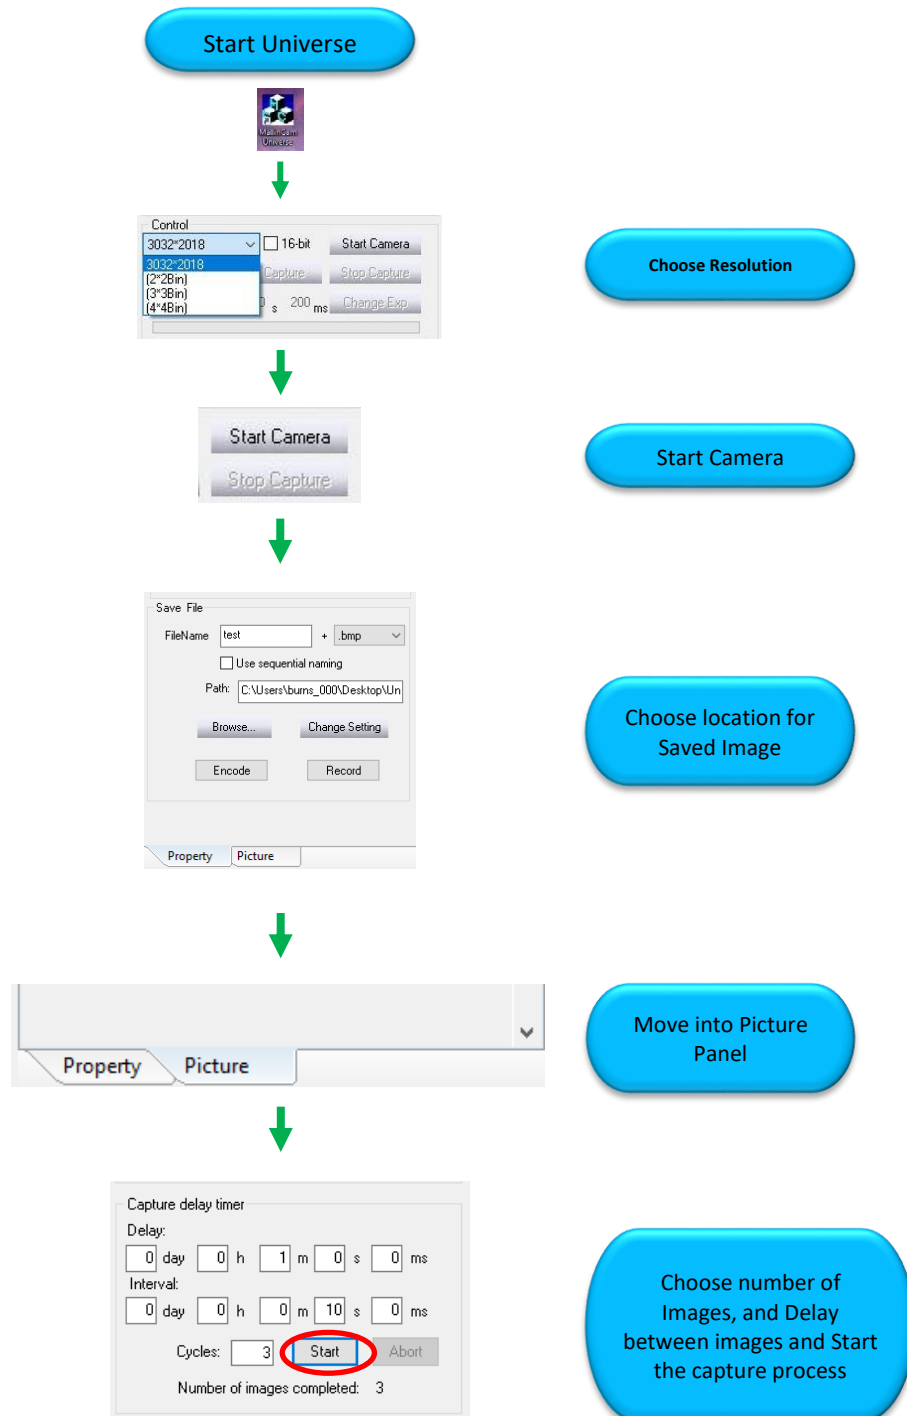 Start Universe
MallinCam
Universe
Control
3032*2018 16-bit Start Camera
3032*2018
(2*2Bin) Capture Stop Capture
(3*3Bin)
(4*4Bin) 0 s 200 ms Change Exp
Choose Resolution
Start Camera
Stop Capture
Start Camera
Save File
FileName test + .bmp
Use sequential naming
Path: C:\Users\burns_000\Desktop\Un
Browse... Change Setting
Encode Record
Property Picture
Choose location for
Saved Image
Property Picture
Move into Picture
Panel
Capture delay timer
Delay:
0 day 0 h 1 m 0 s 0 ms
Interval:
0 day 0 h 0 m 10 s 0 ms
Cycles: 3 Start Abort
Number of images completed: 3
Choose number of
Images, and Delay
between images and Start
the capture process